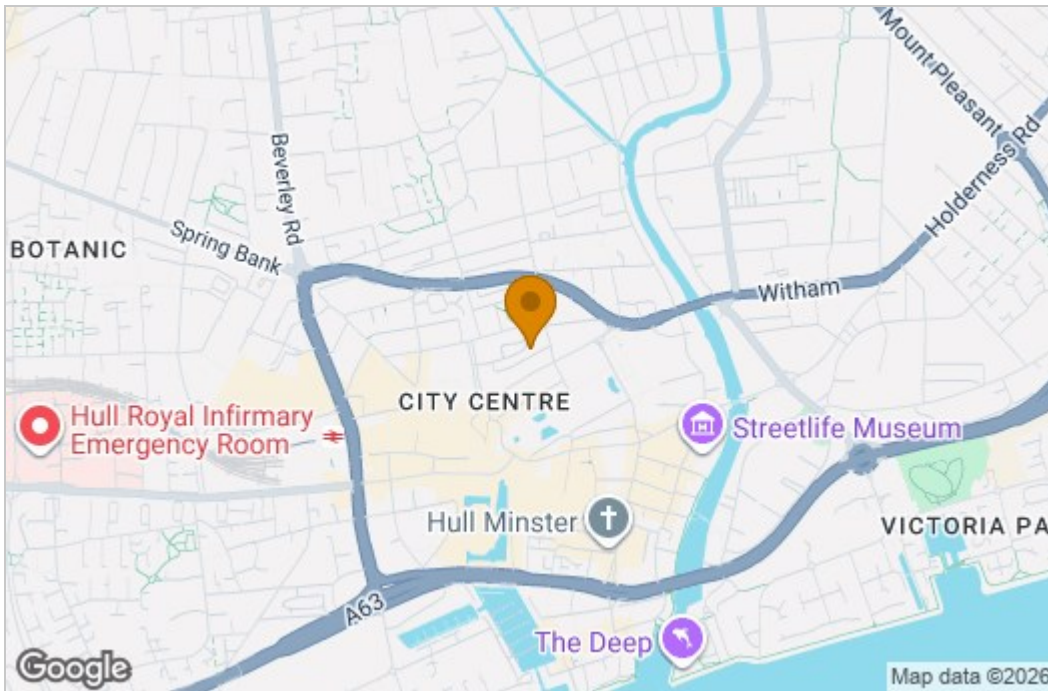 Mount Pleasant
Holderness Rd
Beverley Rd
Spring Bank
BOTANIC
Witham
CITY CENTRE
Hull Royal Infirmary
Emergency Room
Streetlife Museum
Hull Minster
VICTORIA PA
A63
The Deep
Google
Map data ©2026